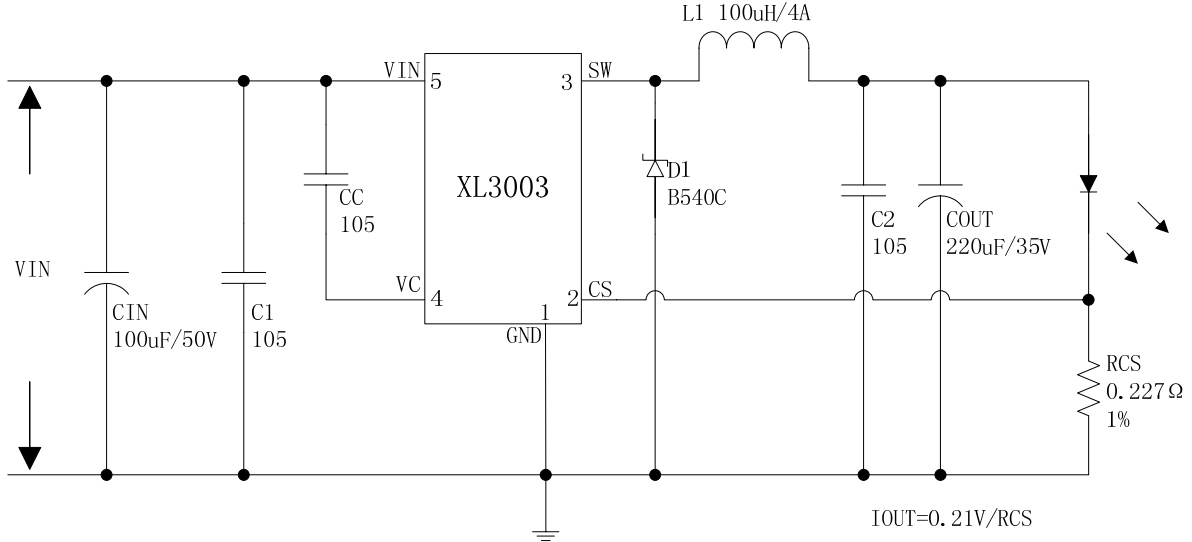 L1 100uH/4A
VIN 5
3 SW
XL3003
CC
105
D1
B540C
C2
105
COUT
220uF/35V
VIN
VC 4
2 CS
1
GND
CIN
100uF/50V
C1
105
RCS
0.227Ω
1%
IOUT=0.21V/RCS